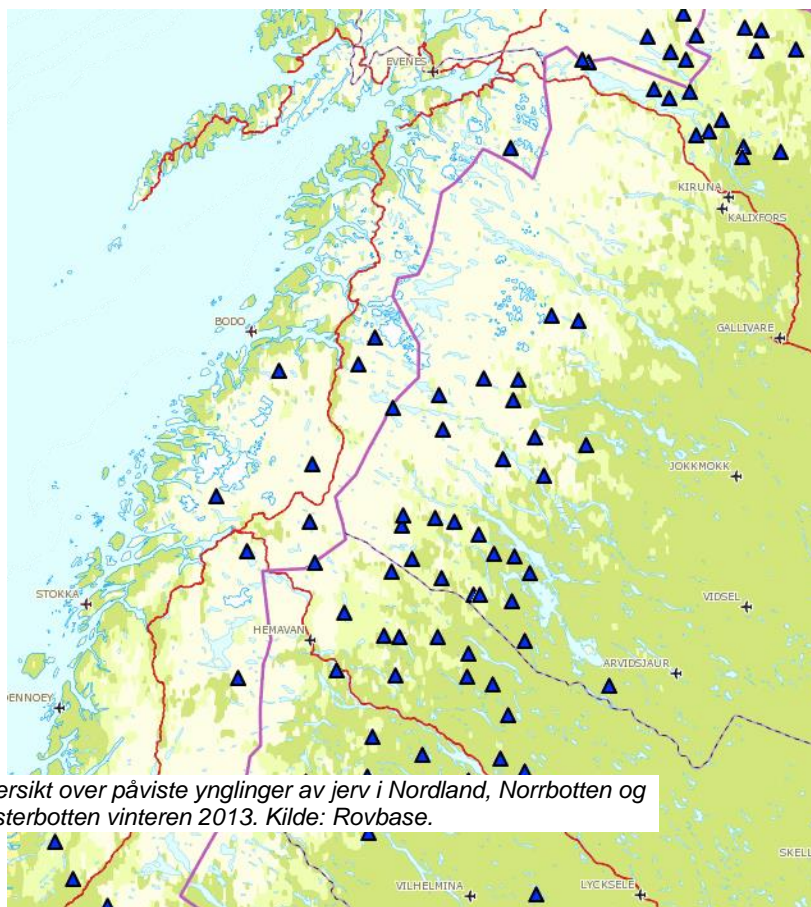 EVENES
KIRUNA
KALIXFORS
BODO
GALLIVARE
JOKKMOKK
STOKKA
VIDSEL
HEMAVAN
ARVIDSJAUR
DENNOEY
ersikt over påviste ynglinger av jerv i Nordland, Norrbotten og
sterbotten vinteren 2013. Kilde: Rovbase.
SKELL
VILHELMINA
LYCKSELE